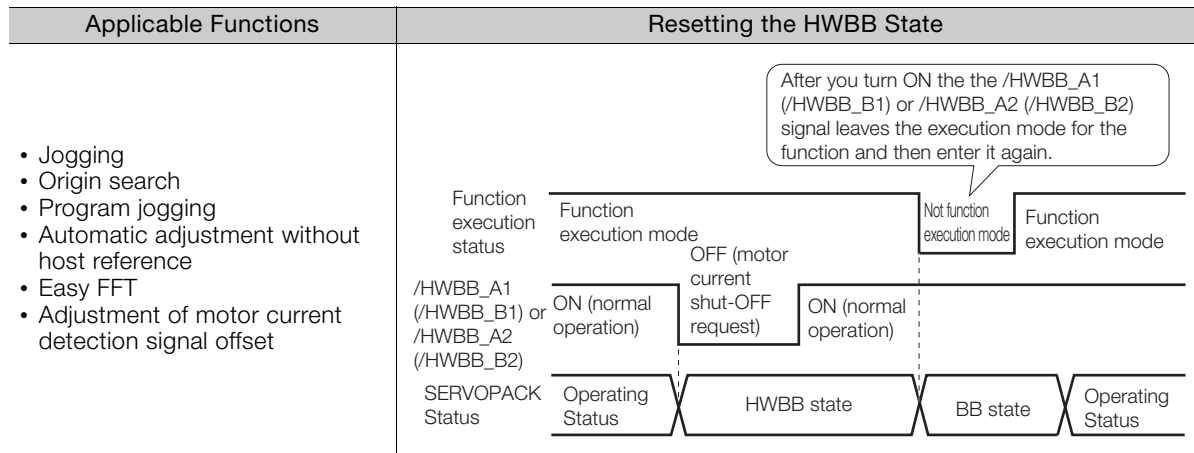 Applicable Functions
Resetting the HWBB State
• Jogging
• Origin search
• Program jogging
• Automatic adjustment without
host reference
• Easy FFT
• Adjustment of motor current
detection signal offset
After you turn ON the the /HWBB_A1
(/HWBB_B1) or /HWBB_A2 (/HWBB_B2)
signal leaves the execution mode for the
function and then enter it again.
Function
execution
status
Function
execution mode
Not function
execution mode
Function
execution mode
/HWBB_A1
(/HWBB_B1) or
/HWBB_A2
(/HWBB_B2)
ON (normal
operation)
OFF (motor
current
shut-OFF
request)
ON (normal
operation)
SERVOPACK
Status
Operating
Status
HWBB state
BB state
Operating
Status